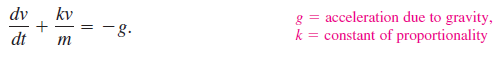 dv/dt + kv/m = −g.
g = acceleration due to gravity,
k = constant of proportionality